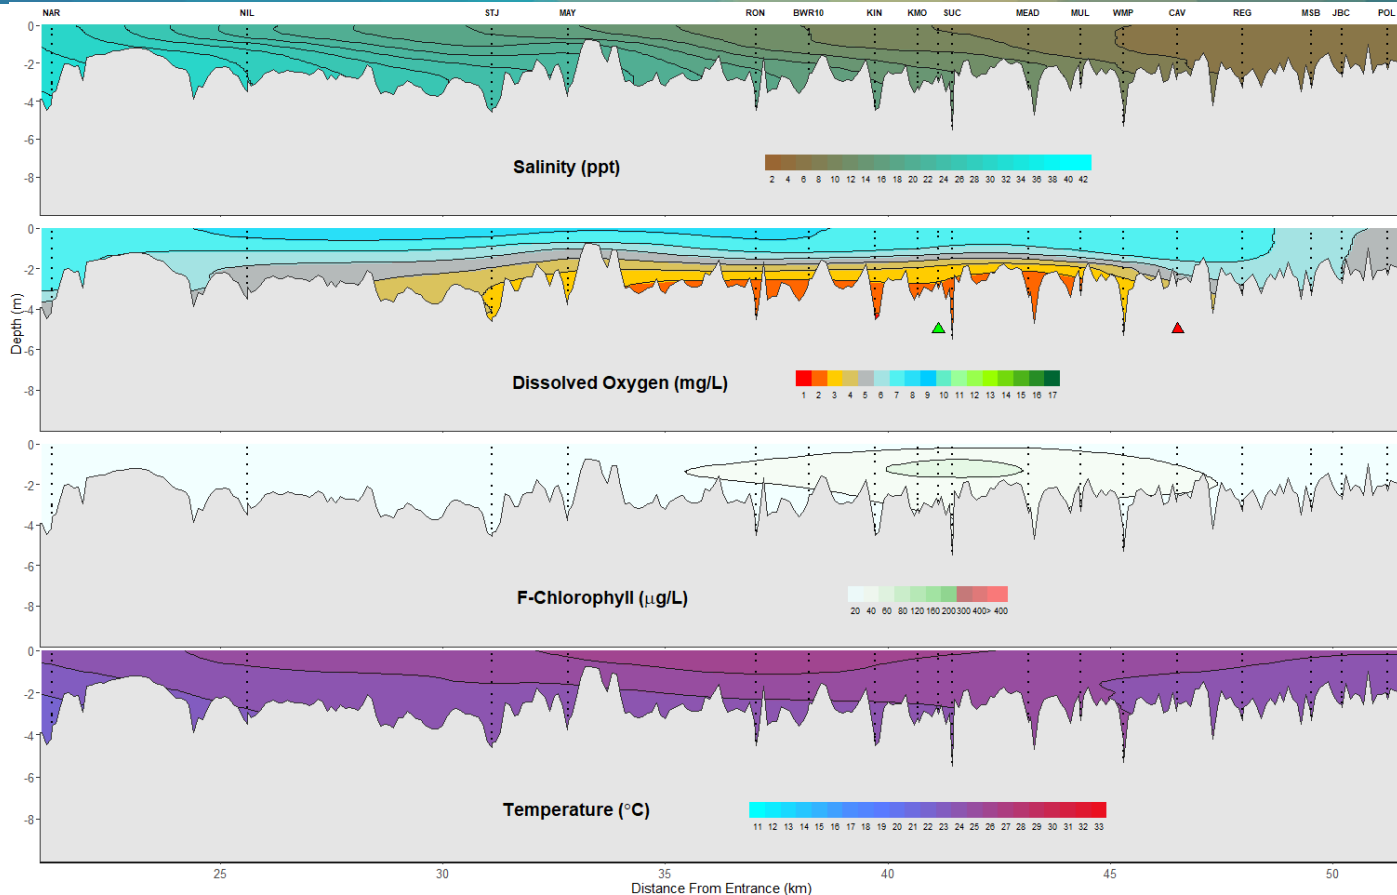 NAR NIL STJ MAY RON BWR10 KIN KMO SUC MEAD MUL WMP CAV REG MSB JBC POL
0
-2
-4
-6
-8
Salinity (ppt)
2 4 6 8 10 12 14 16 18 20 22 24 26 28 30 32 34 36 38 40 42
0
-2
-4
-6
-8
Depth (m)
Dissolved Oxygen (mg/L)
1 2 3 4 5 6 7 8 9 10 11 12 13 14 15 16 17
0
-2
-4
-6
-8
F-Chlorophyll (μg/L)
20 40 60 80 120 160 200 300 400 > 400
0
-2
-4
-6
-8
Temperature (°C)
11 12 13 14 15 16 17 18 19 20 21 22 23 24 25 26 27 28 29 30 31 32 33
25 30 35 40 45 50
Distance From Entrance (km)